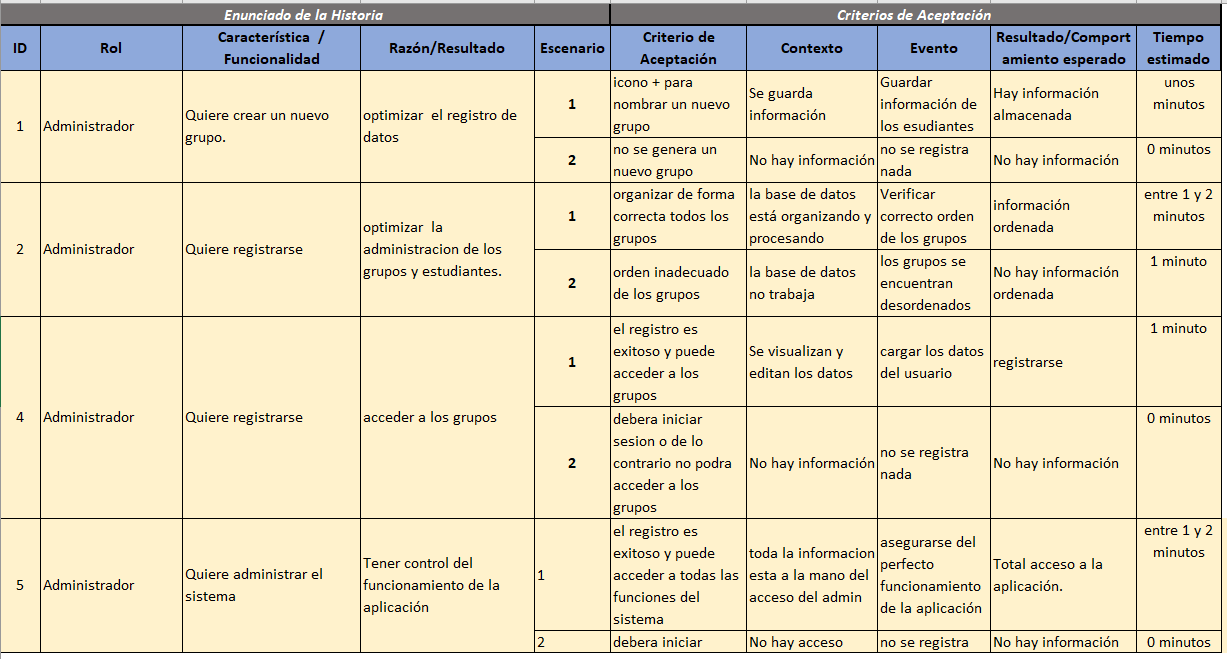 Enunciado de la Historia
Criterios de Aceptación
ID
Rol
Característica /
Funcionalidad
Razón/Resultado
Escenario
Criterio de
Aceptación
Contexto
Evento
Resultado/Comport
amiento esperado
Tiempo
estimado
1
Administrador
Quiere crear un nuevo
grupo.
optimizar el registro de
datos
1
icono + para
nombrar un nuevo
grupo
Se guarda
información
Guardar
información de
los esudiantes
Hay información
almacenada
unos
minutos
2
no se genera un
nuevo grupo
No hay información
no se registra
nada
No hay información
0 minutos
2
Administrador
Quiere registrarse
optimizar la
administracion de los
grupos y estudiantes.
1
organizar de forma
correcta todos los
grupos
la base de datos
está organizando y
procesando
Verificar
correcto orden
de los grupos
información
ordenada
entre 1 y 2
minutos
2
orden inadecuado
de los grupos
la base de datos
no trabaja
los grupos se
encuentran
desordenados
No hay información
ordenada
1 minuto
4
Administrador
Quiere registrarse
acceder a los grupos
1
el registro es
exitoso y puede
acceder a los
grupos
Se visualizan y
editan los datos
cargar los datos
del usuario
registrarse
1 minuto
2
debera iniciar
sesion o de lo
contrario no podra
acceder a los
grupos
No hay información
no se registra
nada
No hay información
0 minutos
5
Administrador
Quiere administrar el
sistema
Tener control del
funcionamiento de la
aplicación
1
el registro es
exitoso y puede
acceder a todas las
funciones del
sistema
toda la informacion
esta a la mano del
acceso del admin
asegurarse del
perfecto
funcionamiento
de la aplicación
Total acceso a la
aplicación.
entre 1 y 2
minutos
2
debera iniciar
No hay acceso
no se registra
No hay información
0 minutos